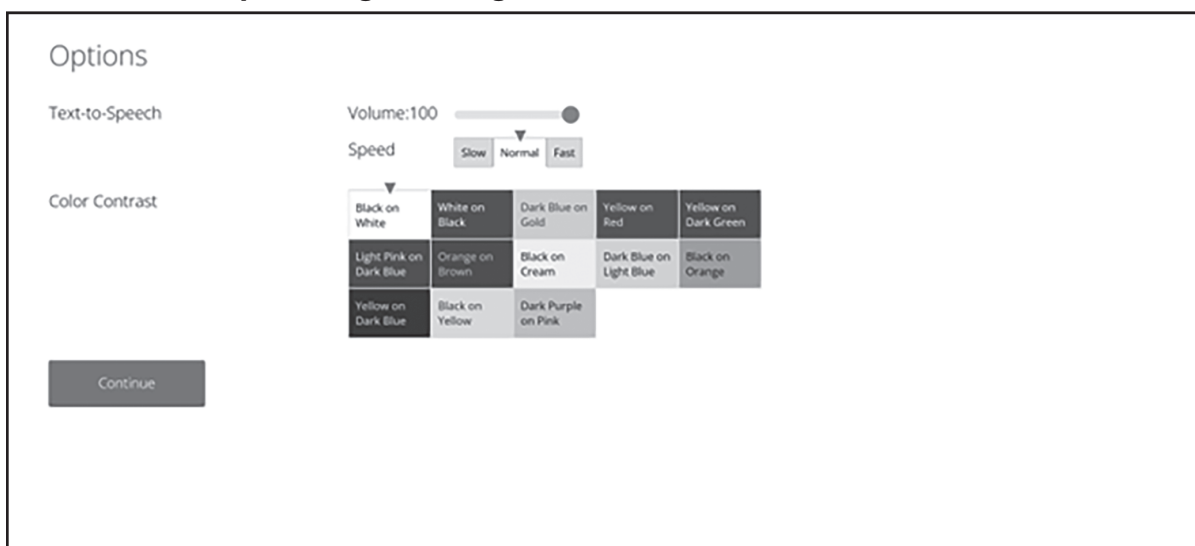 Options
Text-to-Speech
Volume:100
Speed
Slow Normal Fast
Color Contrast
Black on
White
White on
Black
Dark Blue on
Gold
Yellow on
Red
Yellow on
Dark Green
Light Pink on
Dark Blue
Orange on
Brown
Black on
Cream
Dark Blue on
Light Blue
Black on
Orange
Yellow on
Dark Blue
Black on
Yellow
Dark Purple
on Pink
Continue